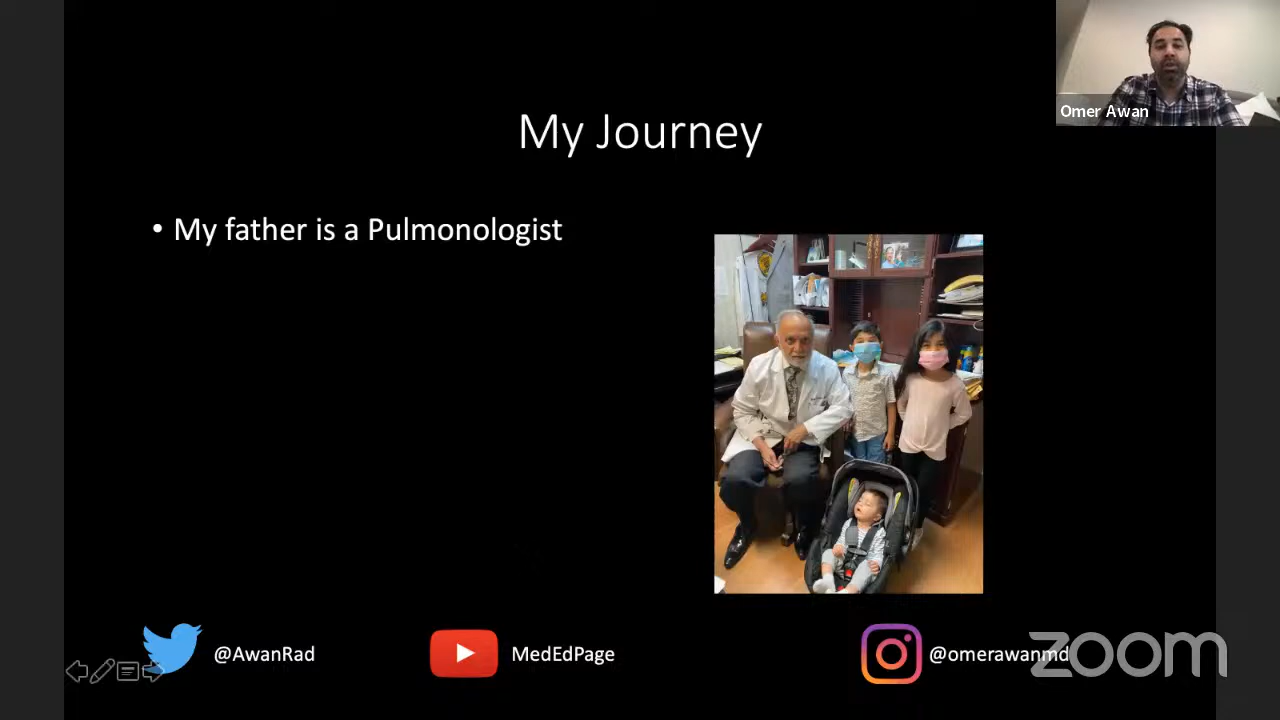 Omer Awan
My Journey
• My father is a Pulmonologist
@AwanRad
MedEdPage
@omerawanmd
zoom